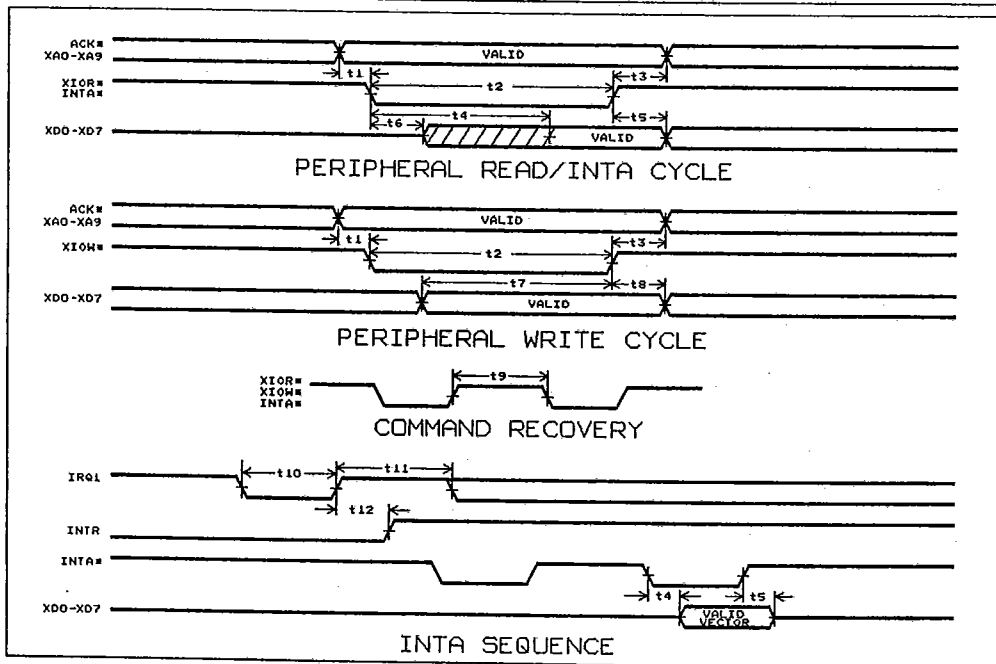 ACK#
XA0-XA9
VALID
t1
t3
XIOR#
INTA#
t2
t4
t6
t5
XD0-XD7
VALID
PERIPHERAL READ/INTA CYCLE
ACK#
XA0-XA9
VALID
t1
t3
XIOW#
t2
t7
t8
XD0-XD7
VALID
PERIPHERAL WRITE CYCLE
XIOR#
XIOW#
INTA#
t9
COMMAND RECOVERY
IRQi
t10
t11
t12
INTR
INTA#
t4
t5
XD0-XD7
VALID
VECTOR
INTA SEQUENCE